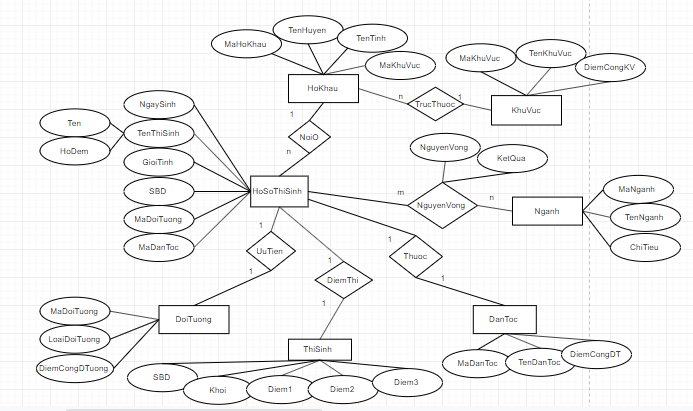 TenHuyen
MaHoKhau
TenTinh
MaKhuVuc
HoKhau
MaKhuVuc
TenKhuVuc
DiemCongKV
n
TrucThuoc
1
KhuVuc
NgaySinh
Ten
TenThiSinh
HoDem
GioiTinh
SBD
MaDoiTuong
MaDanToc
1
NoiO
n
HoSoThiSinh
NguyenVong
KetQua
m
NguyenVong
n
Nganh
MaNganh
TenNganh
ChiTieu
1
UuTien
1
1
DiemThi
1
1
Thuoc
1
MaDoiTuong
LoaiDoiTuong
DiemCongDTuong
DoiTuong
ThiSinh
DanToc
SBD
Khoi
Diem1
Diem2
Diem3
MaDanToc
TenDanToc
DiemCongDT